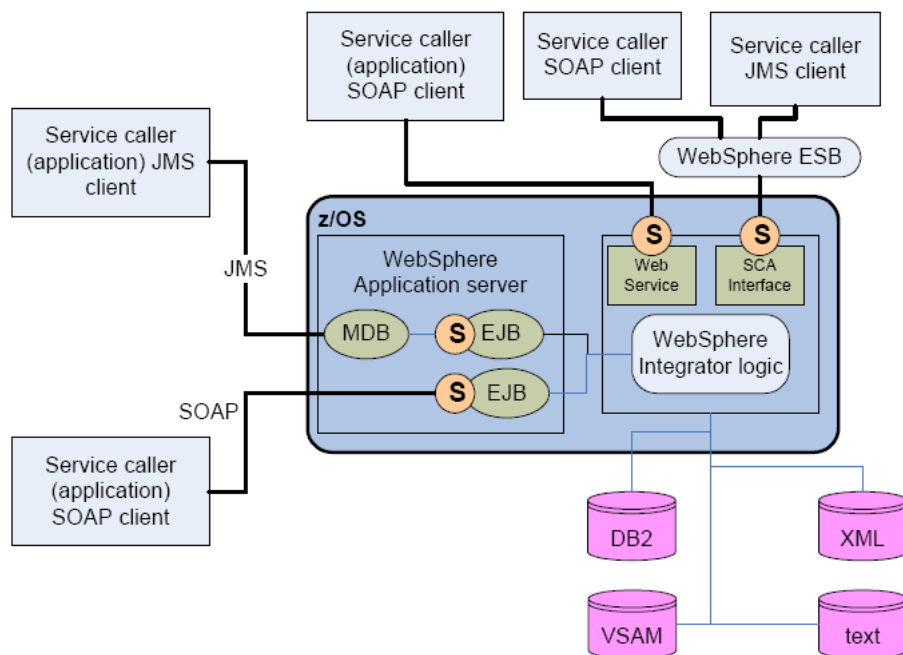 Service caller
(application)
SOAP client
Service caller
SOAP client
Service caller
JMS client
Service caller
(application) JMS
client
WebSphere ESB
z/OS
S
S
WebSphere
Application server
Web
Service
SCA
Interface
JMS
MDB
S
EJB
WebSphere
Integrator logic
S
EJB
SOAP
Service caller
(application)
SOAP client
DB2
XML
VSAM
text